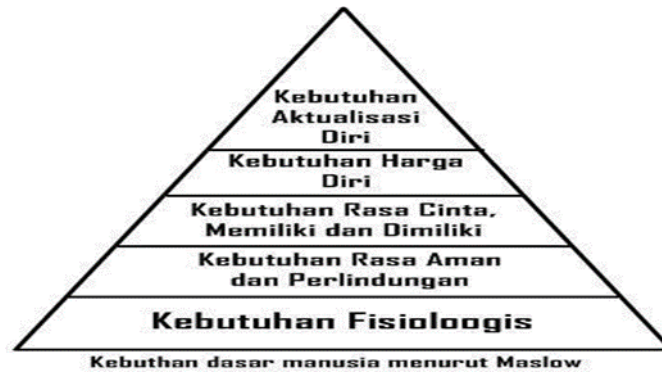 Kebutuhan
Aktualisasi
Diri
Kebutuhan Harga
Diri
Kebutuhan Rasa Cinta,
Memiliki dan Dimiliki
Kebutuhan Rasa Aman
dan Perlindungan
Kebutuhan Fisioloogis
Kebuthan dasar manusia menurut Maslow